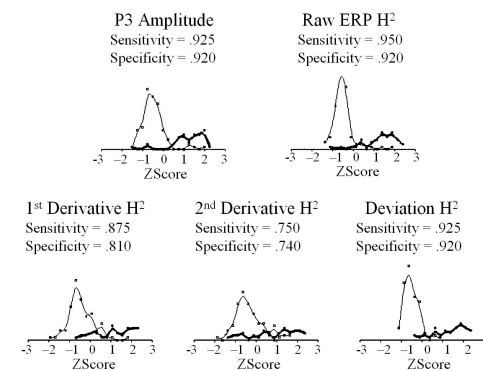 P3 Amplitude
Sensitivity = .925
Specificity = .920
-3 -2 -1 0 1 2 3
ZScore
Raw ERP H²
Sensitivity = .950
Specificity = .920
-3 -2 -1 0 1 2 3
ZScore
1st Derivative H²
Sensitivity = .875
Specificity = .810
-3 -2 -1 0 1 2 3
ZScore
2nd Derivative H²
Sensitivity = .750
Specificity = .740
-3 -2 -1 0 1 2 3
ZScore
Deviation H²
Sensitivity = .925
Specificity = .920
-3 -2 -1 0 1 2 3
ZScore